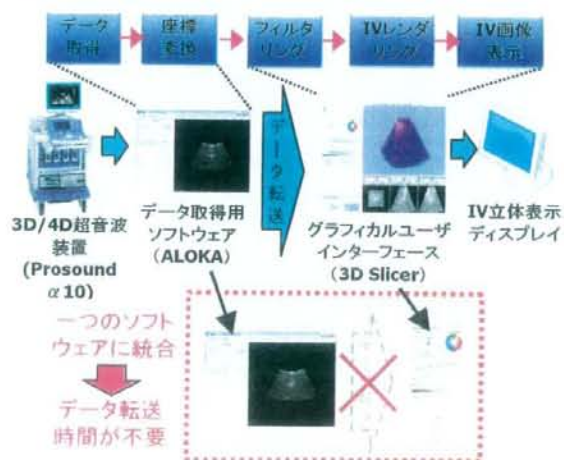 データ
取得
座標
変換
フィルタ
リング
IVレンダ
リング
IV画像
表示
データ転送
3D/4D超音波
装置
(Prosound
α10)
データ取得用
ソフトウェア
(ALOKA)
グラフィカルユーザ
インターフェース
(3D Slicer)
IV立体表示
ディスプレイ
一つのソフト
ウェアに統合
データ転送
時間が不要